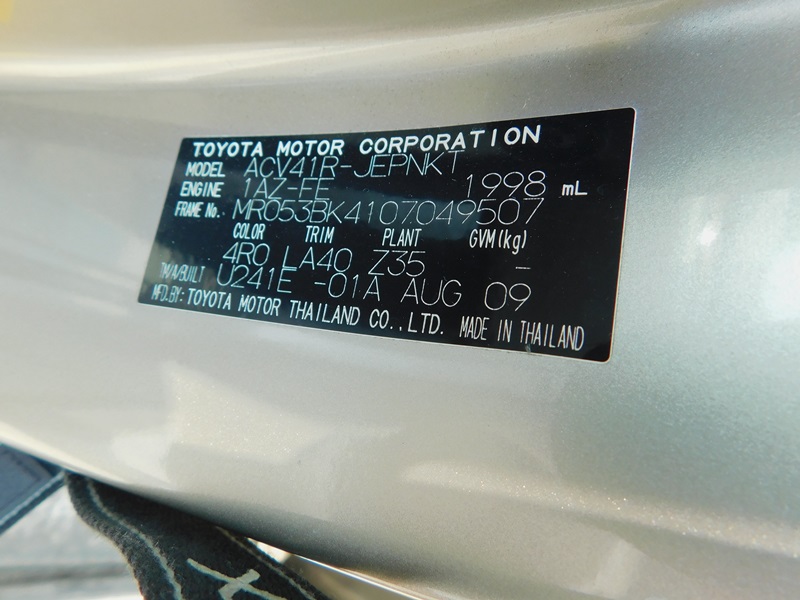 TOYOTA MOTOR CORPORATION
MODEL ACV41R-JEPNKT
ENGINE 1AZ-FE 1998 mL
FRAME No. MR053BK4107049507
COLOR TRIM PLANT GVM(kg)
4R0 LA40 Z35 -
TM/AVBUILT U241E -01A AUG 09
MFD.BY: TOYOTA MOTOR THAILAND CO.,LTD. MADE IN THAILAND